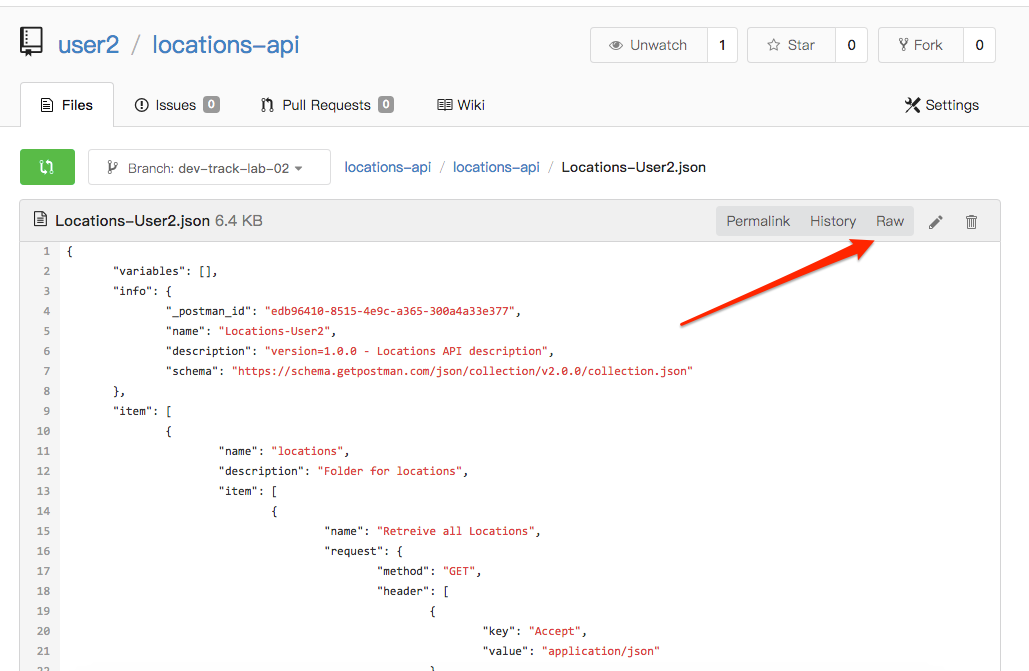 user2 / locations-api
Unwatch 1 Star 0 Fork 0
Files Issues 0 Pull Requests 0 Wiki Settings
Branch: dev-track-lab-02 locations-api / locations-api / Locations-User2.json
Locations-User2.json 6.4 KB Permalink History Raw
1 {
2 "variables": [],
3 "info": {
4 "_postman_id": "edb96410-8515-4e9c-a365-300a4a33e377",
5 "name": "Locations-User2",
6 "description": "version=1.0.0 - Locations API description",
7 "schema": "https://schema.getpostman.com/json/collection/v2.0.0/collection.json"
8 },
9 "item": [
10 {
11 "name": "locations",
12 "description": "Folder for locations",
13 "item": [
14 {
15 "name": "Retreive all Locations",
16 "request": {
17 "method": "GET",
18 "header": [
19 {
20 "key": "Accept",
21 "value": "application/json"
22 }